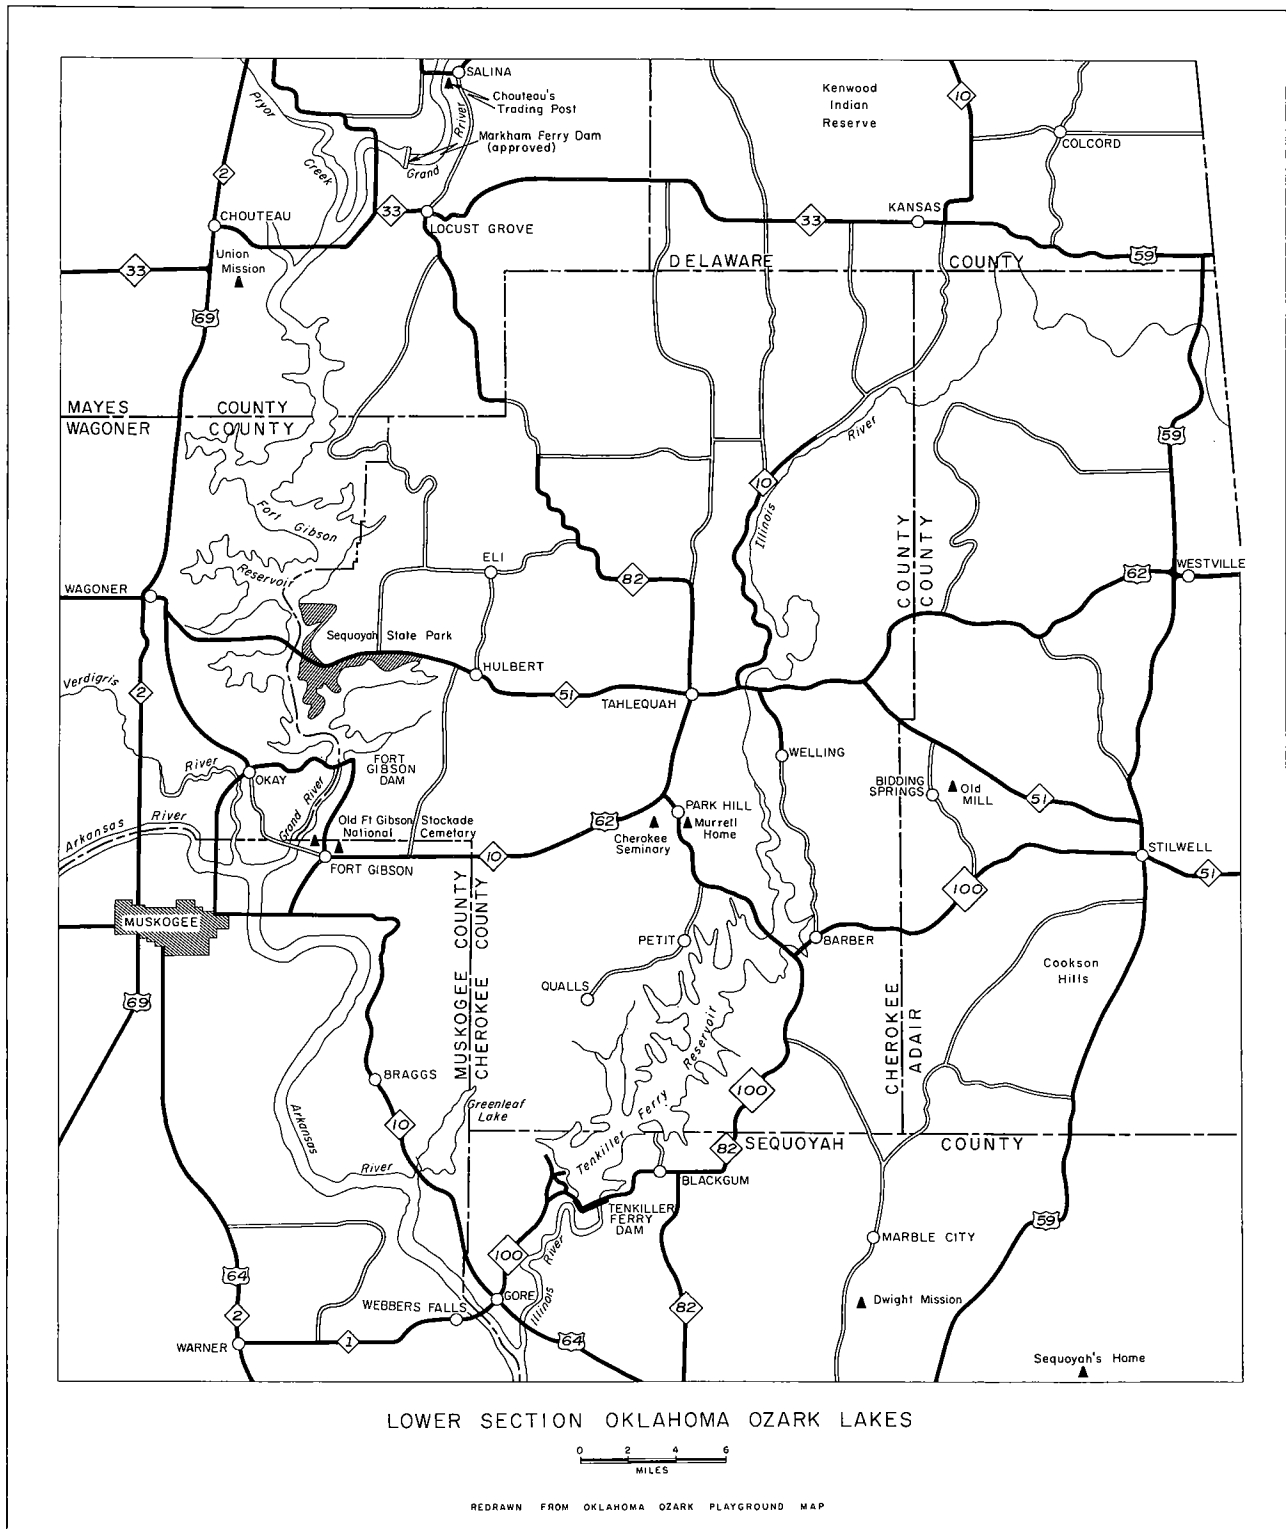 SALINA
Chouteau's
Trading Post
Kenwood
Indian
Reserve
10
Pryor
Creek
Rriver
Grand
Markham Ferry Dam
(approved)
COLCORD
2
CHOUTEAU
33
LOCUST GROVE
33
KANSAS
Union
Mission
33
DELAWARE COUNTY
59
69
MAYES COUNTY
WAGONER COUNTY
River
Illinois
10
59
Fort Gibson
Reservoir
ELI
COUNTY
COUNTY
82
62
WESTVILLE
WAGONER
Sequoyah State Park
HULBERT
Verdigris
River
2
51
TAHLEQUAH
WELLING
FORT
GIBSON
DAM
OKAY
BIDDING
SPRINGS
Old
MILL
51
Arkansas River
Grand River
Old Ft Gibson Stockade
National Cemetery
62
PARK HILL
Murrell
Home
Cherokee
Seminary
10
FORT GIBSON
STILWELL
51
100
MUSKOGEE
MUSKOGEE COUNTY
CHEROKEE COUNTY
PETIT
BARBER
QUALLS
Cookson
Hills
69
CHEROKEE
ADAIR
BRAGGS
Greenleaf
Lake
100
10
Arkansas
River
Tenkiller Ferry Reservoir
82
SEQUOYAH COUNTY
BLACKGUM
TENKILLER
FERRY
DAM
59
MARBLE CITY
100
Illinois River
64
2
GORE
WEBBERS FALLS
82
Dwight Mission
WARNER
1
64
Sequoyah's Home
LOWER SECTION OKLAHOMA OZARK LAKES
0 2 4 6
MILES
REDRAWN FROM OKLAHOMA OZARK PLAYGROUND MAP